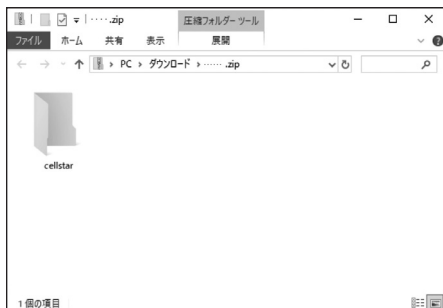 ‥‥.zip
圧縮フォルダー ツール
ファイル ホーム 共有 表示 展開
PC › ダウンロード › ‥‥‥ .zip
cellstar
1 個の項目